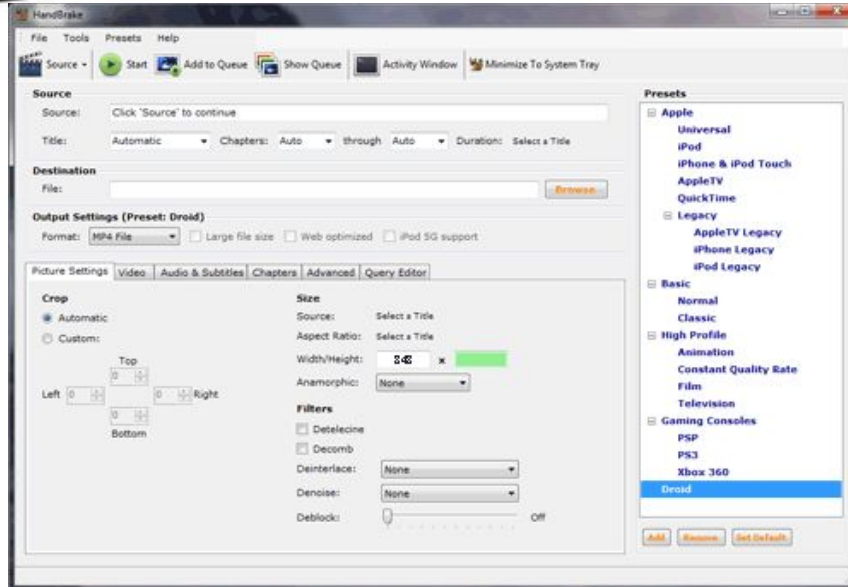 HandBrake
File Tools Presets Help
Source Start Add to Queue Show Queue Activity Window Minimize To System Tray
Source
Source: Click 'Source' to continue
Title: Automatic Chapters: Auto through Auto Duration: Select a Title
Destination
File: Browse
Output Settings (Preset: Droid)
Format: MP4 File Large file size Web optimized iPod 5G support
Picture Settings Video Audio & Subtitles Chapters Advanced Query Editor
Crop
Automatic
Custom:
Top
0
Left 0 0 Right
0
Bottom
Size
Source: Select a Title
Aspect Ratio: Select a Title
Width/Height: x
Anamorphic: None
Filters
Detelecine
Decomb
Deinterlace: None
Denoise: None
Deblock: Off
Presets
Apple
Universal
iPod
iPhone & iPod Touch
AppleTV
QuickTime
Legacy
AppleTV Legacy
iPhone Legacy
iPod Legacy
Basic
Normal
Classic
High Profile
Animation
Constant Quality Rate
Film
Television
Gaming Consoles
PSP
PS3
Xbox 360
Droid
Add Remove Set Default